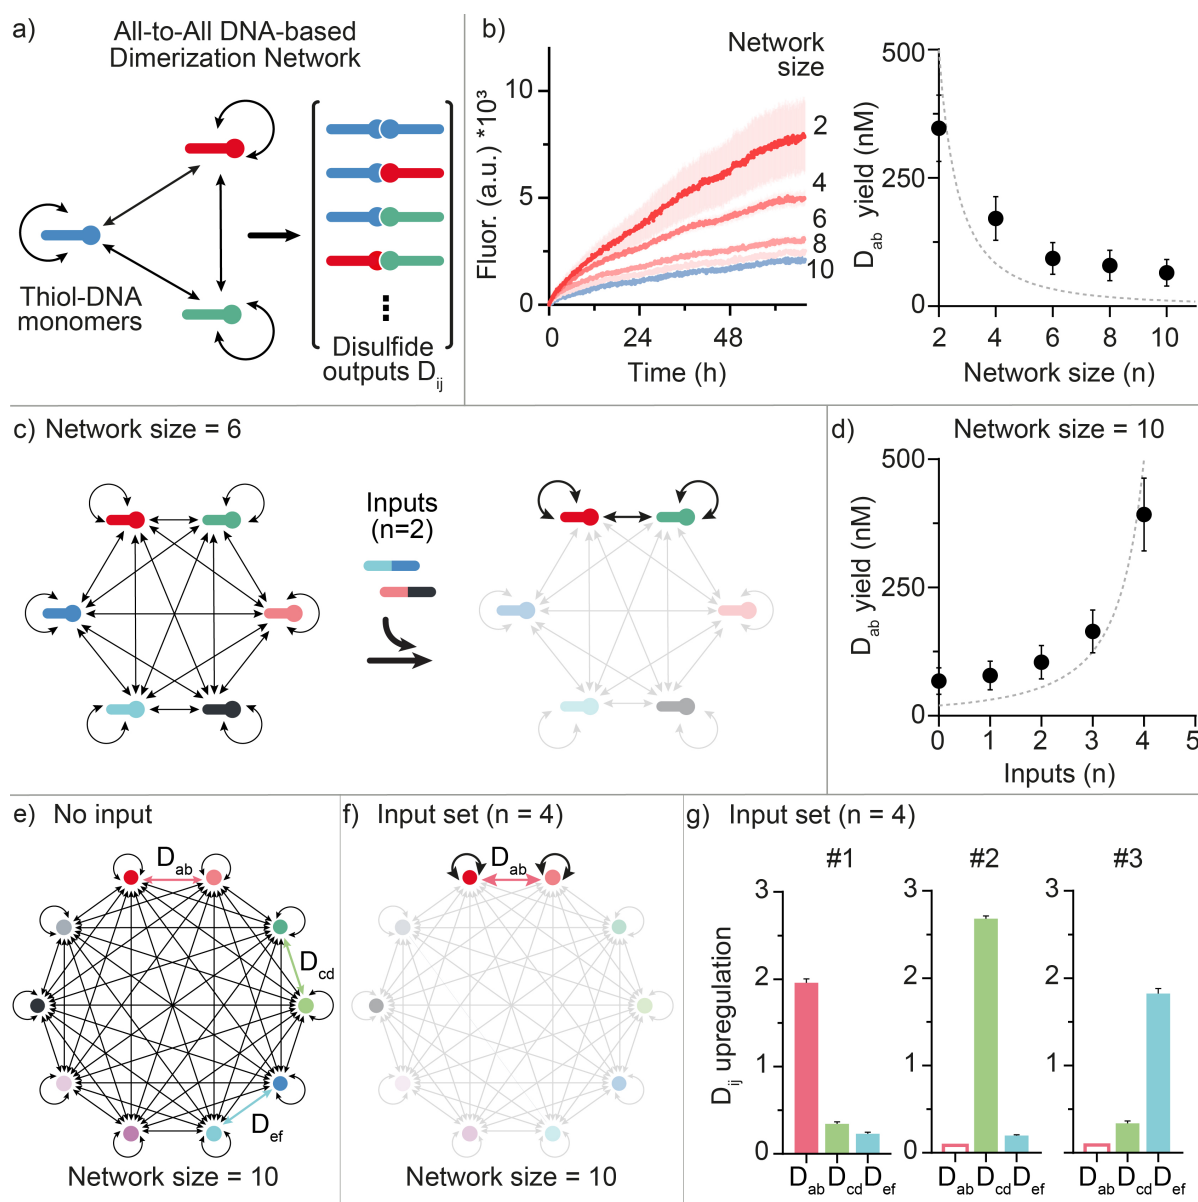 a)
All-to-All DNA-based
Dimerization Network
Thiol-DNA
monomers
Disulfide
outputs Dij
b)
Network
size
Fluor. (a.u.) *10³
10
5
0
0
24
48
Time (h)
2
4
6
8
10
Dab yield (nM)
500
250
0
2
4
6
8
10
Network size (n)
c) Network size = 6
Inputs
(n=2)
d)
Network size = 10
Dab yield (nM)
500
250
0
0
1
2
3
4
5
Inputs (n)
e) No input
Dab
Dcd
Def
Network size = 10
f) Input set (n = 4)
Dab
Network size = 10
g) Input set (n = 4)
Dij upregulation
#1
3
2
1
0
Dab Dcd Def
#2
3
2
1
0
Dab Dcd Def
#3
3
2
1
0
Dab Dcd Def